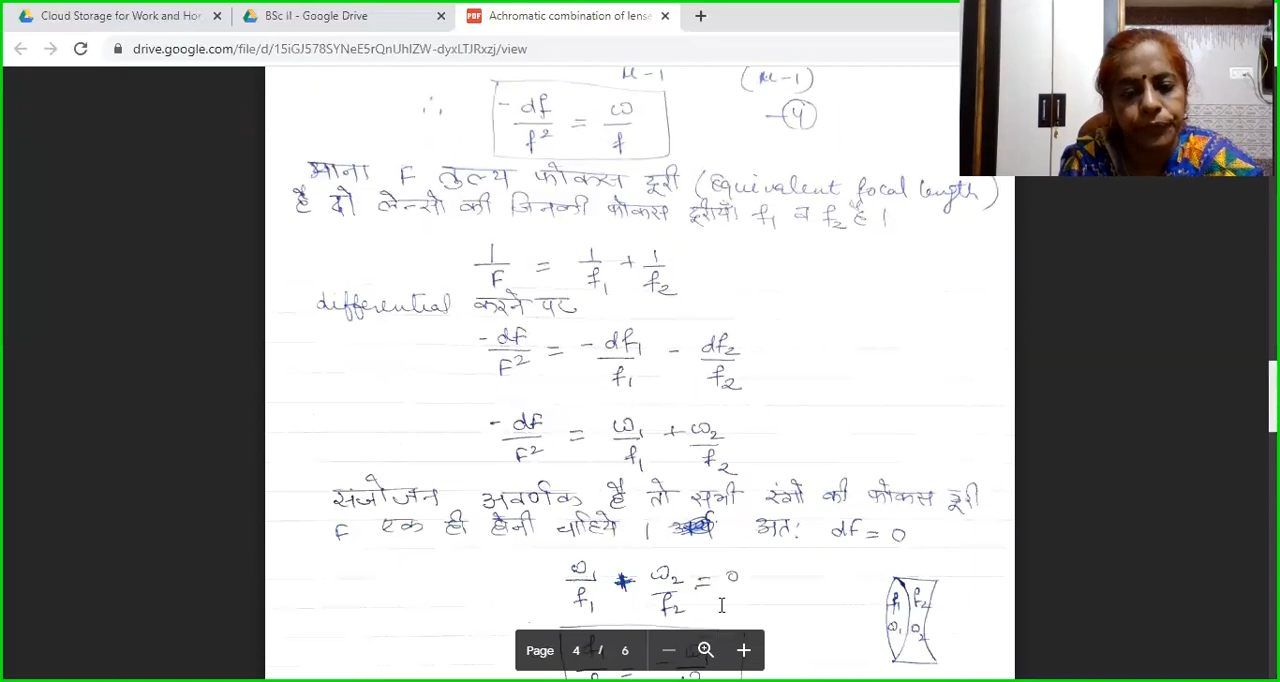 Cloud Storage for Work and Hor
BSc II - Google Drive
Achromatic combination of lense
drive.google.com/file/d/15iGJ578SYNeE5rQnUhIZW-dyxLTJRxzj/view
μ-1 (μ-1)
∴ -df/f² = ω/f -④
माना F तुल्य फोकस दूरी (Equivalent focal length)
है दो लेन्सो की जिनकी फोकस दूरीयाँ f₁ व f₂ है ।
1/F = 1/f₁ + 1/f₂
differential करने पर
-df/F² = - df₁/f₁ - df₂/f₂
-df/F² = ω₁/f₁ + ω₂/f₂
संजोजन अवर्णक है तो सभी रंगो की फोकस दूरी
F एक ही होनी चाहिये । अतः df = 0
ω₁/f₁ + ω₂/f₂ = 0
f₁ f₂
ω₁ ω₂
Page 4 / 6